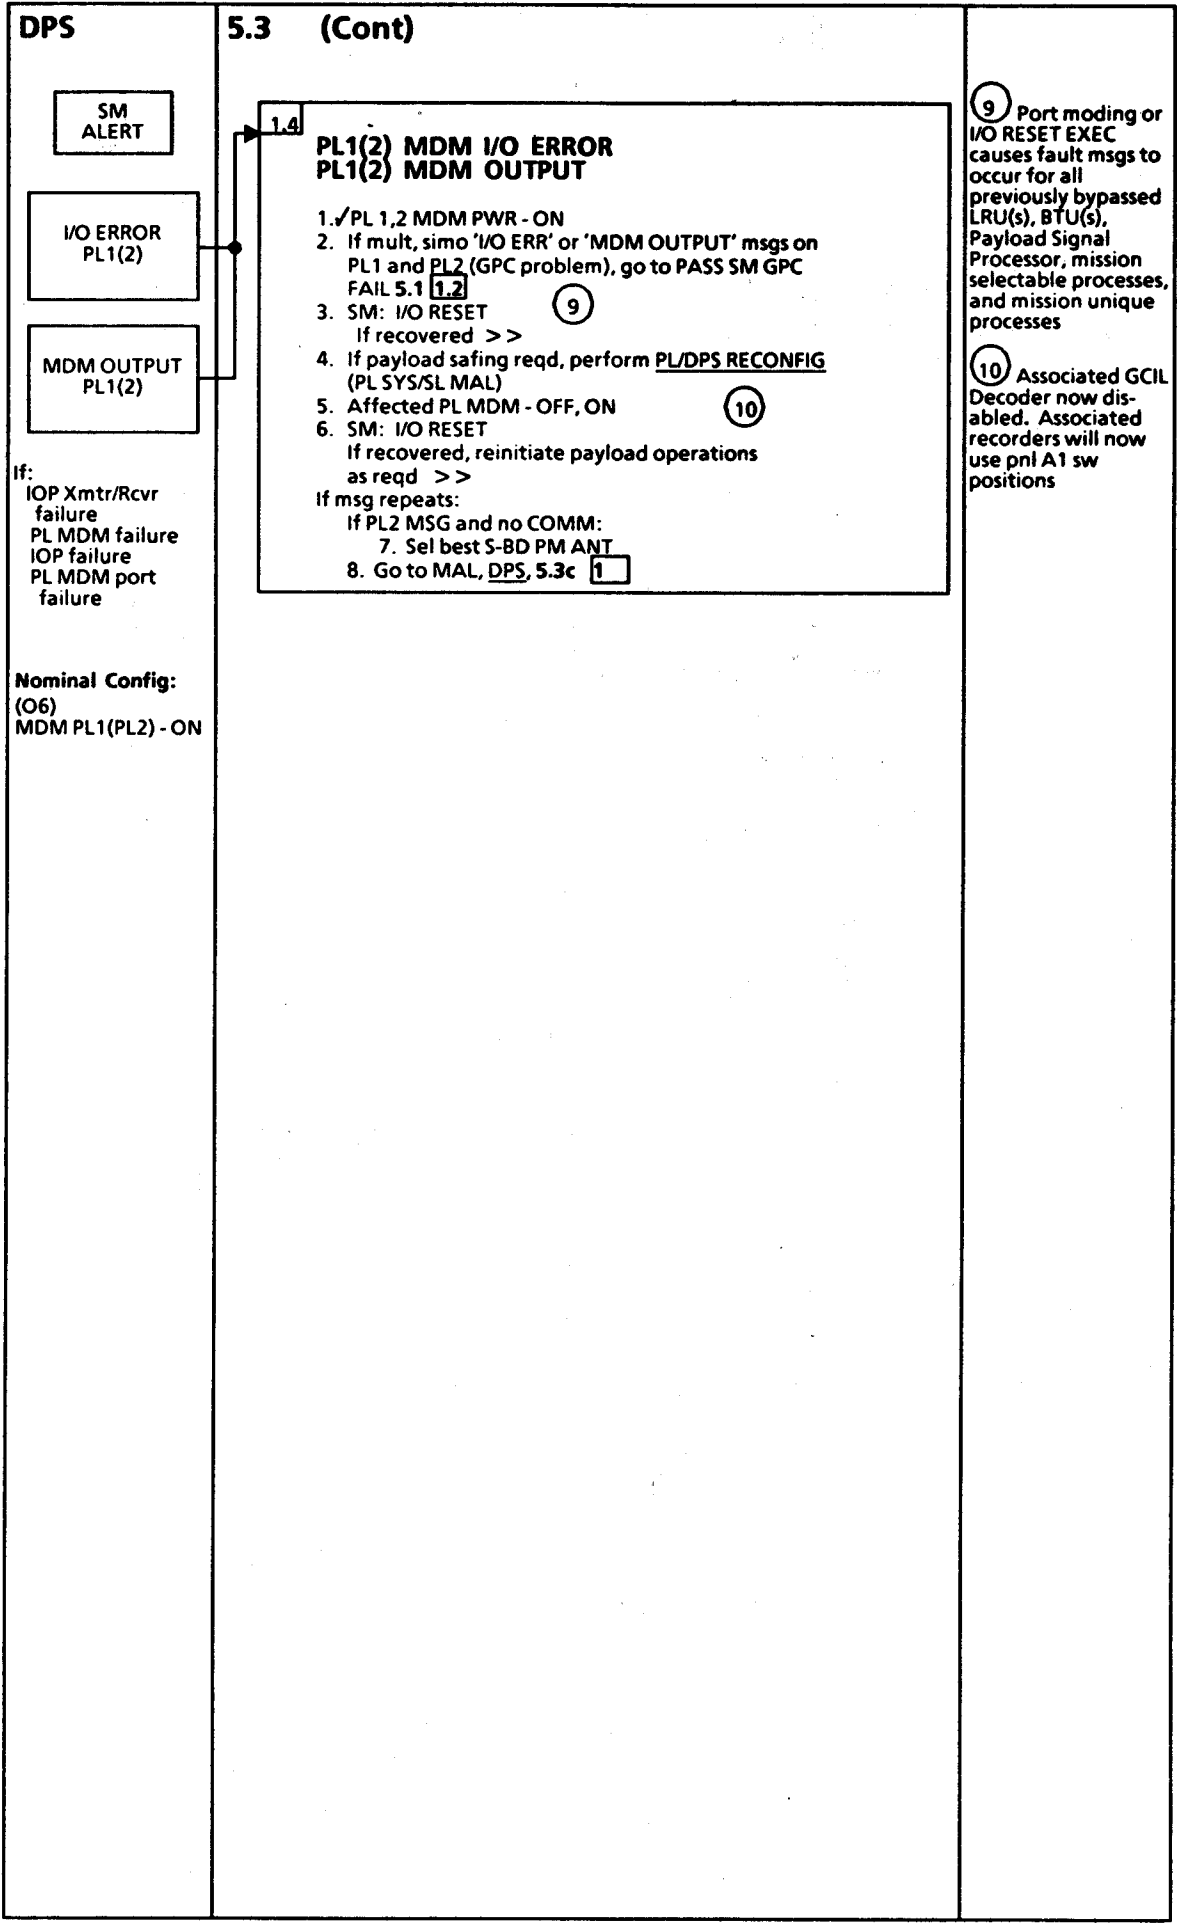 DPS
5.3 (Cont)
SM
ALERT
I/O ERROR
PL1(2)
MDM OUTPUT
PL1(2)
If:
IOP Xmtr/Rcvr
failure
PL MDM failure
IOP failure
PL MDM port
failure
Nominal Config:
(O6)
MDM PL1(PL2) - ON
1.4
PL1(2) MDM I/O ERROR
PL1(2) MDM OUTPUT
1. ✓PL 1,2 MDM PWR - ON
2. If mult, simo 'I/O ERR' or 'MDM OUTPUT' msgs on
PL1 and PL2 (GPC problem), go to PASS SM GPC
FAIL 5.1 1.2
3. SM: I/O RESET 9
If recovered >>
4. If payload safing reqd, perform PL/DPS RECONFIG
(PL SYS/SL MAL)
5. Affected PL MDM - OFF, ON 10
6. SM: I/O RESET
If recovered, reinitiate payload operations
as reqd >>
If msg repeats:
If PL2 MSG and no COMM:
7. Sel best S-BD PM ANT
8. Go to MAL, DPS, 5.3c 1
9 Port moding or
I/O RESET EXEC
causes fault msgs to
occur for all
previously bypassed
LRU(s), BTU(s),
Payload Signal
Processor, mission
selectable processes,
and mission unique
processes
10 Associated GCIL
Decoder now dis-
abled. Associated
recorders will now
use pnl A1 sw
positions